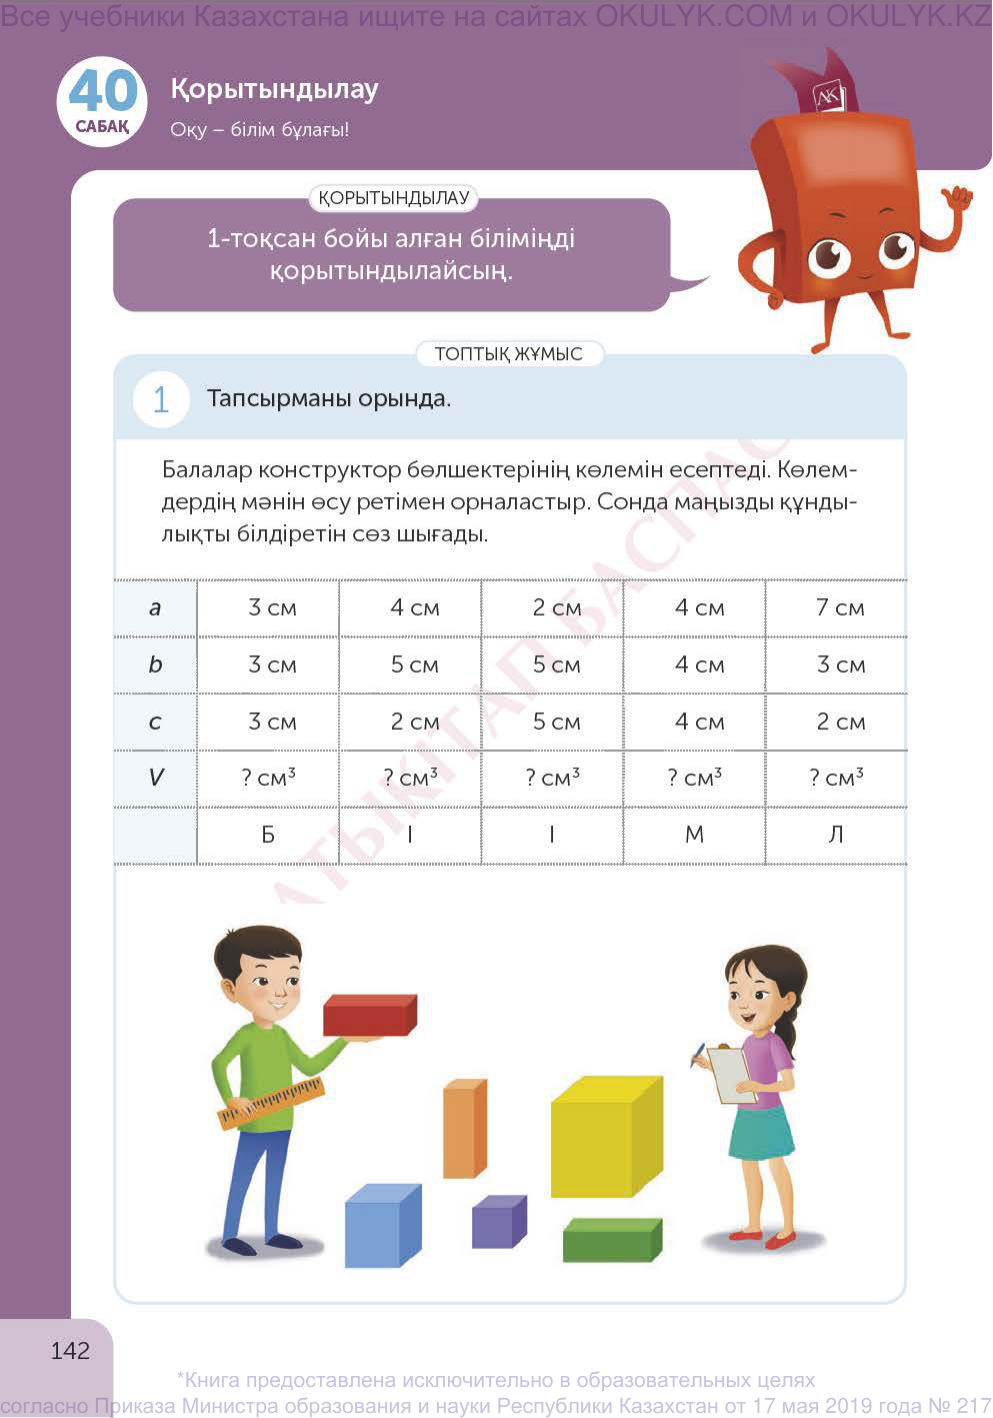 Все учебники Казахстана ищите на сайтах OKULYK.COM и OKULYK.KZ
40
САБАҚ
Қорытындылау
Оқу – білім бұлағы!
ҚОРЫТЫНДЫЛАУ
1-тоқсан бойы алған біліміңді
қорытындылайсың.
ТОПТЫҚ ЖҰМЫС
1 Тапсырманы орында.
Балалар конструктор бөлшектерінің көлемін есептеді. Көлем-
дердің мәнін өсу ретімен орналастыр. Сонда маңызды құнды-
лықты білдіретін сөз шығады.
a 3 см 4 см 2 см 4 см 7 см
b 3 см 5 см 5 см 4 см 3 см
c 3 см 2 см 5 см 4 см 2 см
V ? см³ ? см³ ? см³ ? см³ ? см³
Б І І М Л
АТЫКІТАП БАСПАС
142
*Книга предоставлена исключительно в образовательных целях
согласно Приказа Министра образования и науки Республики Казахстан от 17 мая 2019 года № 217